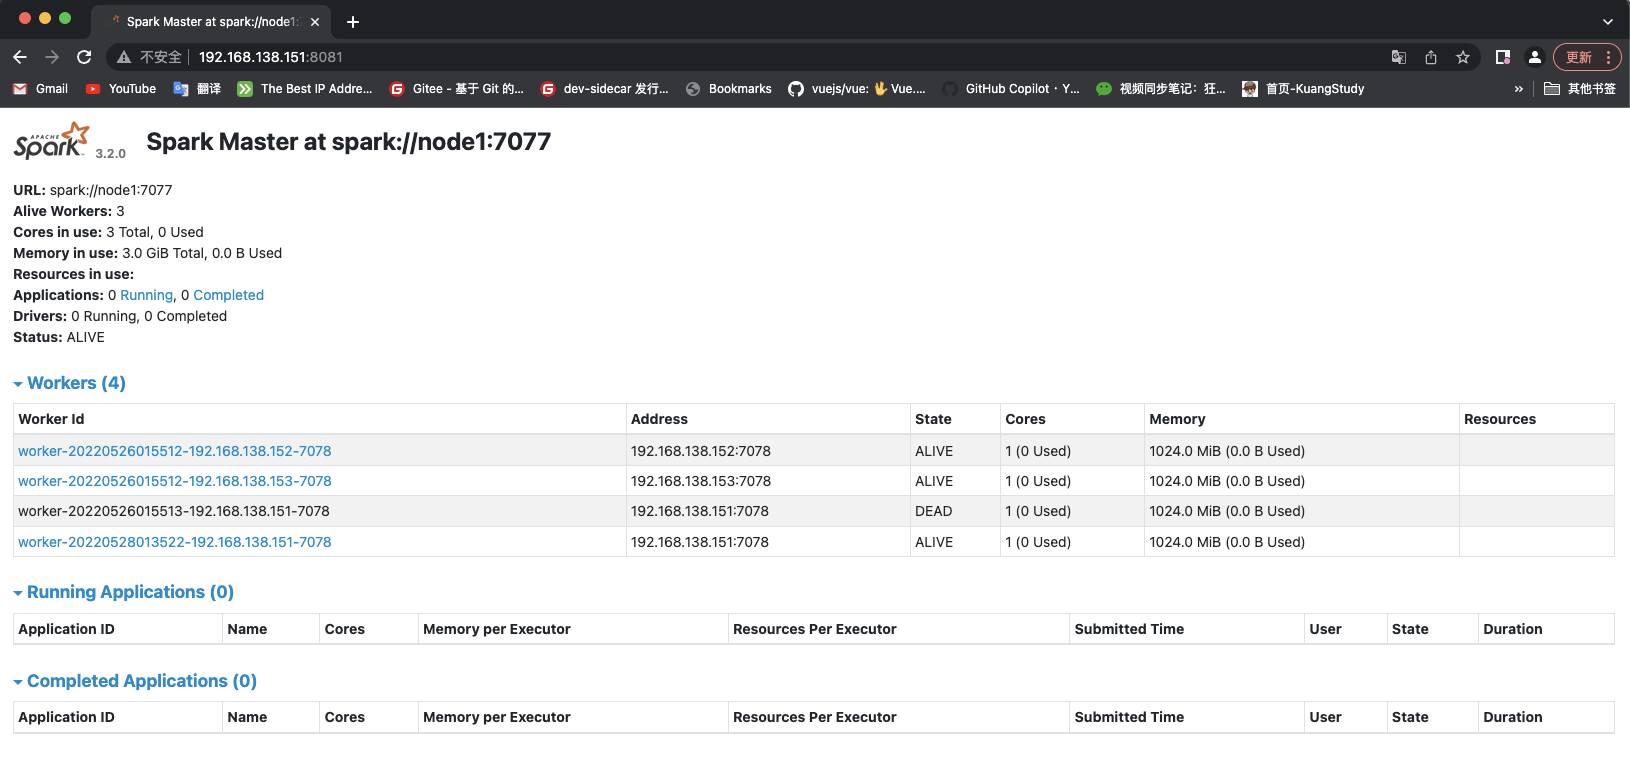 Spark Master at spark://node1:7
不安全 192.168.138.151:8081 更新
Gmail YouTube 翻译 The Best IP Addre... Gitee - 基于 Git 的... dev-sidecar 发行... Bookmarks vuejs/vue: 🖖 Vue.... GitHub Copilot · Y... 视频同步笔记：狂... 首页-KuangStudy » 其他书签
APACHE Spark 3.2.0 Spark Master at spark://node1:7077
URL: spark://node1:7077
Alive Workers: 3
Cores in use: 3 Total, 0 Used
Memory in use: 3.0 GiB Total, 0.0 B Used
Resources in use:
Applications: 0 Running, 0 Completed
Drivers: 0 Running, 0 Completed
Status: ALIVE
Workers (4)
Worker Id Address State Cores Memory Resources
worker-20220526015512-192.168.138.152-7078 192.168.138.152:7078 ALIVE 1 (0 Used) 1024.0 MiB (0.0 B Used)
worker-20220526015512-192.168.138.153-7078 192.168.138.153:7078 ALIVE 1 (0 Used) 1024.0 MiB (0.0 B Used)
worker-20220526015513-192.168.138.151-7078 192.168.138.151:7078 DEAD 1 (0 Used) 1024.0 MiB (0.0 B Used)
worker-20220528013522-192.168.138.151-7078 192.168.138.151:7078 ALIVE 1 (0 Used) 1024.0 MiB (0.0 B Used)
Running Applications (0)
Application ID Name Cores Memory per Executor Resources Per Executor Submitted Time User State Duration
Completed Applications (0)
Application ID Name Cores Memory per Executor Resources Per Executor Submitted Time User State Duration